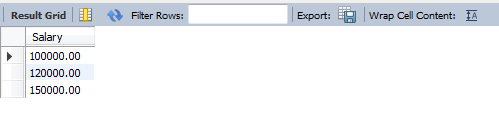 Result Grid Filter Rows: Export: Wrap Cell Content:
Salary
100000.00
120000.00
150000.00